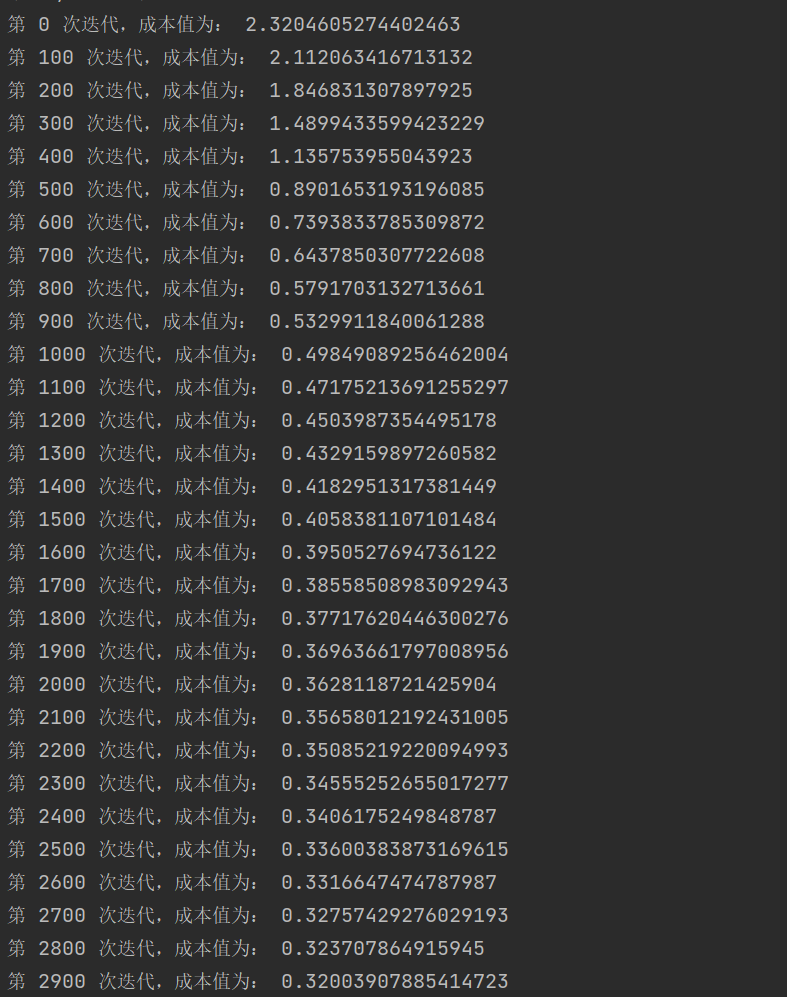 第 0 次迭代，成本值为： 2.3204605274402463
第 100 次迭代，成本值为： 2.112063416713132
第 200 次迭代，成本值为： 1.846831307897925
第 300 次迭代，成本值为： 1.4899433599423229
第 400 次迭代，成本值为： 1.135753955043923
第 500 次迭代，成本值为： 0.8901653193196085
第 600 次迭代，成本值为： 0.7393833785309872
第 700 次迭代，成本值为： 0.6437850307722608
第 800 次迭代，成本值为： 0.5791703132713661
第 900 次迭代，成本值为： 0.5329911840061288
第 1000 次迭代，成本值为： 0.49849089256462004
第 1100 次迭代，成本值为： 0.47175213691255297
第 1200 次迭代，成本值为： 0.4503987354495178
第 1300 次迭代，成本值为： 0.4329159897260582
第 1400 次迭代，成本值为： 0.4182951317381449
第 1500 次迭代，成本值为： 0.4058381107101484
第 1600 次迭代，成本值为： 0.3950527694736122
第 1700 次迭代，成本值为： 0.38558508983092943
第 1800 次迭代，成本值为： 0.377176204463​00276
第 1900 次迭代，成本值为： 0.36963661797008956
第 2000 次迭代，成本值为： 0.3628118721425904
第 2100 次迭代，成本值为： 0.35658012192431005
第 2200 次迭代，成本值为： 0.35085219220094993
第 2300 次迭代，成本值为： 0.34555252655017277
第 2400 次迭代，成本值为： 0.3406175249848787
第 2500 次迭代，成本值为： 0.33600383873169615
第 2600 次迭代，成本值为： 0.3316647474787987
第 2700 次迭代，成本值为： 0.32757429276029193
第 2800 次迭代，成本值为： 0.323707864915945
第 2900 次迭代，成本值为： 0.32003907885414723